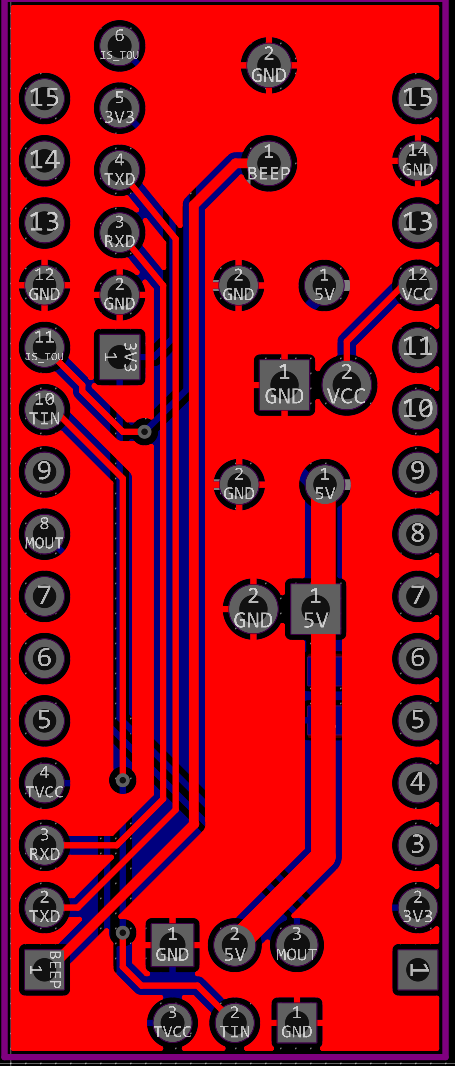 6
IS_TOU
2
GND
15
5
3V3
15
14
4
TXD
1
BEEP
14
GND
13
3
RXD
13
12
GND
2
GND
2
GND
1
5V
12
VCC
11
IS_TOU
1
3V3
11
10
TIN
1
GND
2
VCC
10
9
2
GND
1
5V
9
8
MOUT
8
7
2
GND
1
5V
7
6
6
5
5
4
TVCC
4
3
RXD
3
2
TXD
2
3V3
1
BEEP
1
GND
2
5V
3
MOUT
1
3
TVCC
2
TIN
1
GND